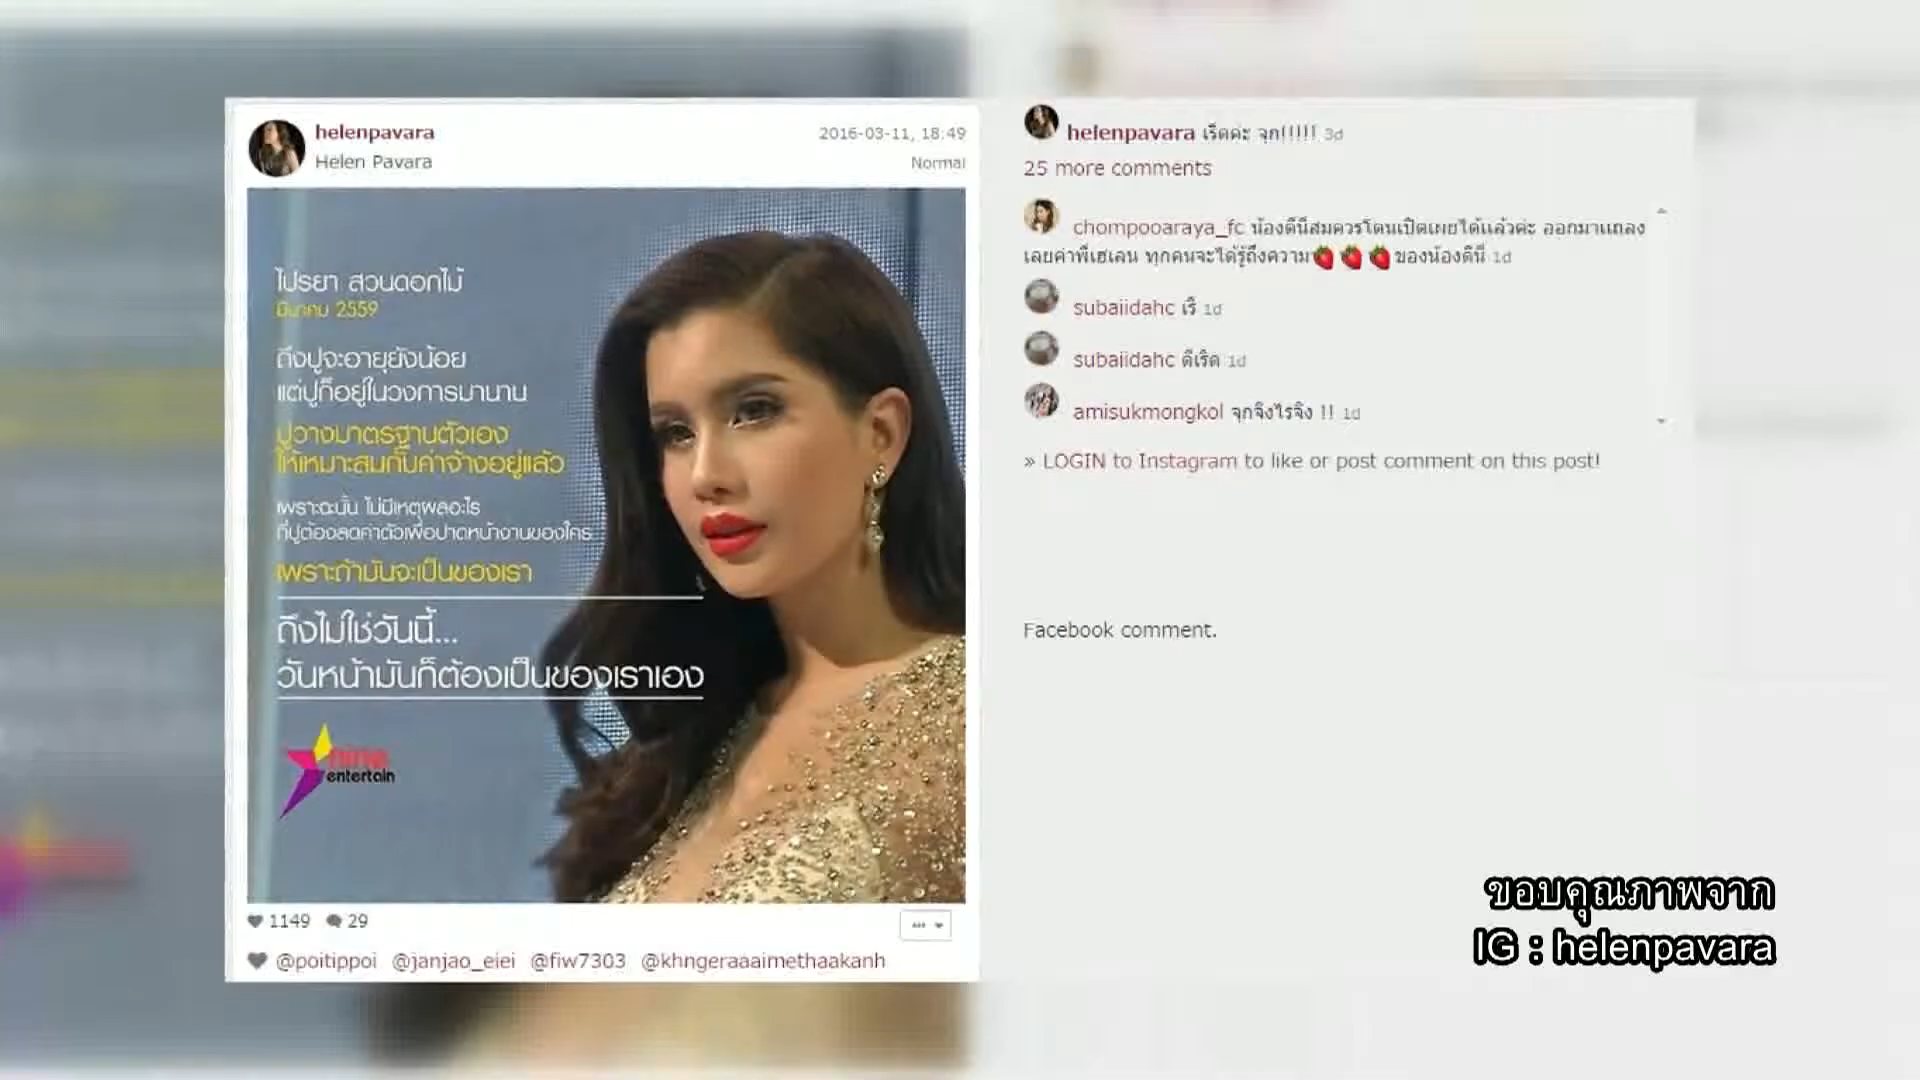 helenpavara
Helen Pavara
2016-03-11, 18:49
Normal
ไปรยา สวนดอกไม้
มีนาคม 2559
ถึงปูจะอายุยังน้อย
แต่ปูก็อยู่ในวงการมานาน
ปูวางมาตรฐานตัวเอง
ให้เหมาะสมกับค่าจ้างอยู่แล้ว
เพราะฉะนั้น ไม่มีเหตุผลอะไร
ที่ปูต้องลดค่าตัวเพื่อปาดหน้างานของใคร
เพราะถ้ามันจะเป็นของเรา
ถึงไม่ใช่วันนี้...
วันหน้ามันก็ต้องเป็นของเราเอง
nine
entertain
1149 29
@poitippoi @janjao_eiei @fiw7303 @khngeraaaimethaakanh
helenpavara เริ่ดค่ะ จุก!!!!! 3d
25 more comments
chompooaraya_fc น้องดีนี่สมควรโดนเปิดเผยได้แล้วค่ะ ออกมาแถลง
เลยค่าพี่เฮเลน ทุกคนจะได้รู้ถึงความ🍓🍓🍓ของน้องดีนี่ 1d
subaiidahc เริ่ 1d
subaiidahc ดีเริ่ด 1d
amisukmongkol จุกจิงไรจิง !! 1d
» LOGIN to Instagram to like or post comment on this post!
Facebook comment.
ขอบคุณภาพจาก
IG : helenpavara